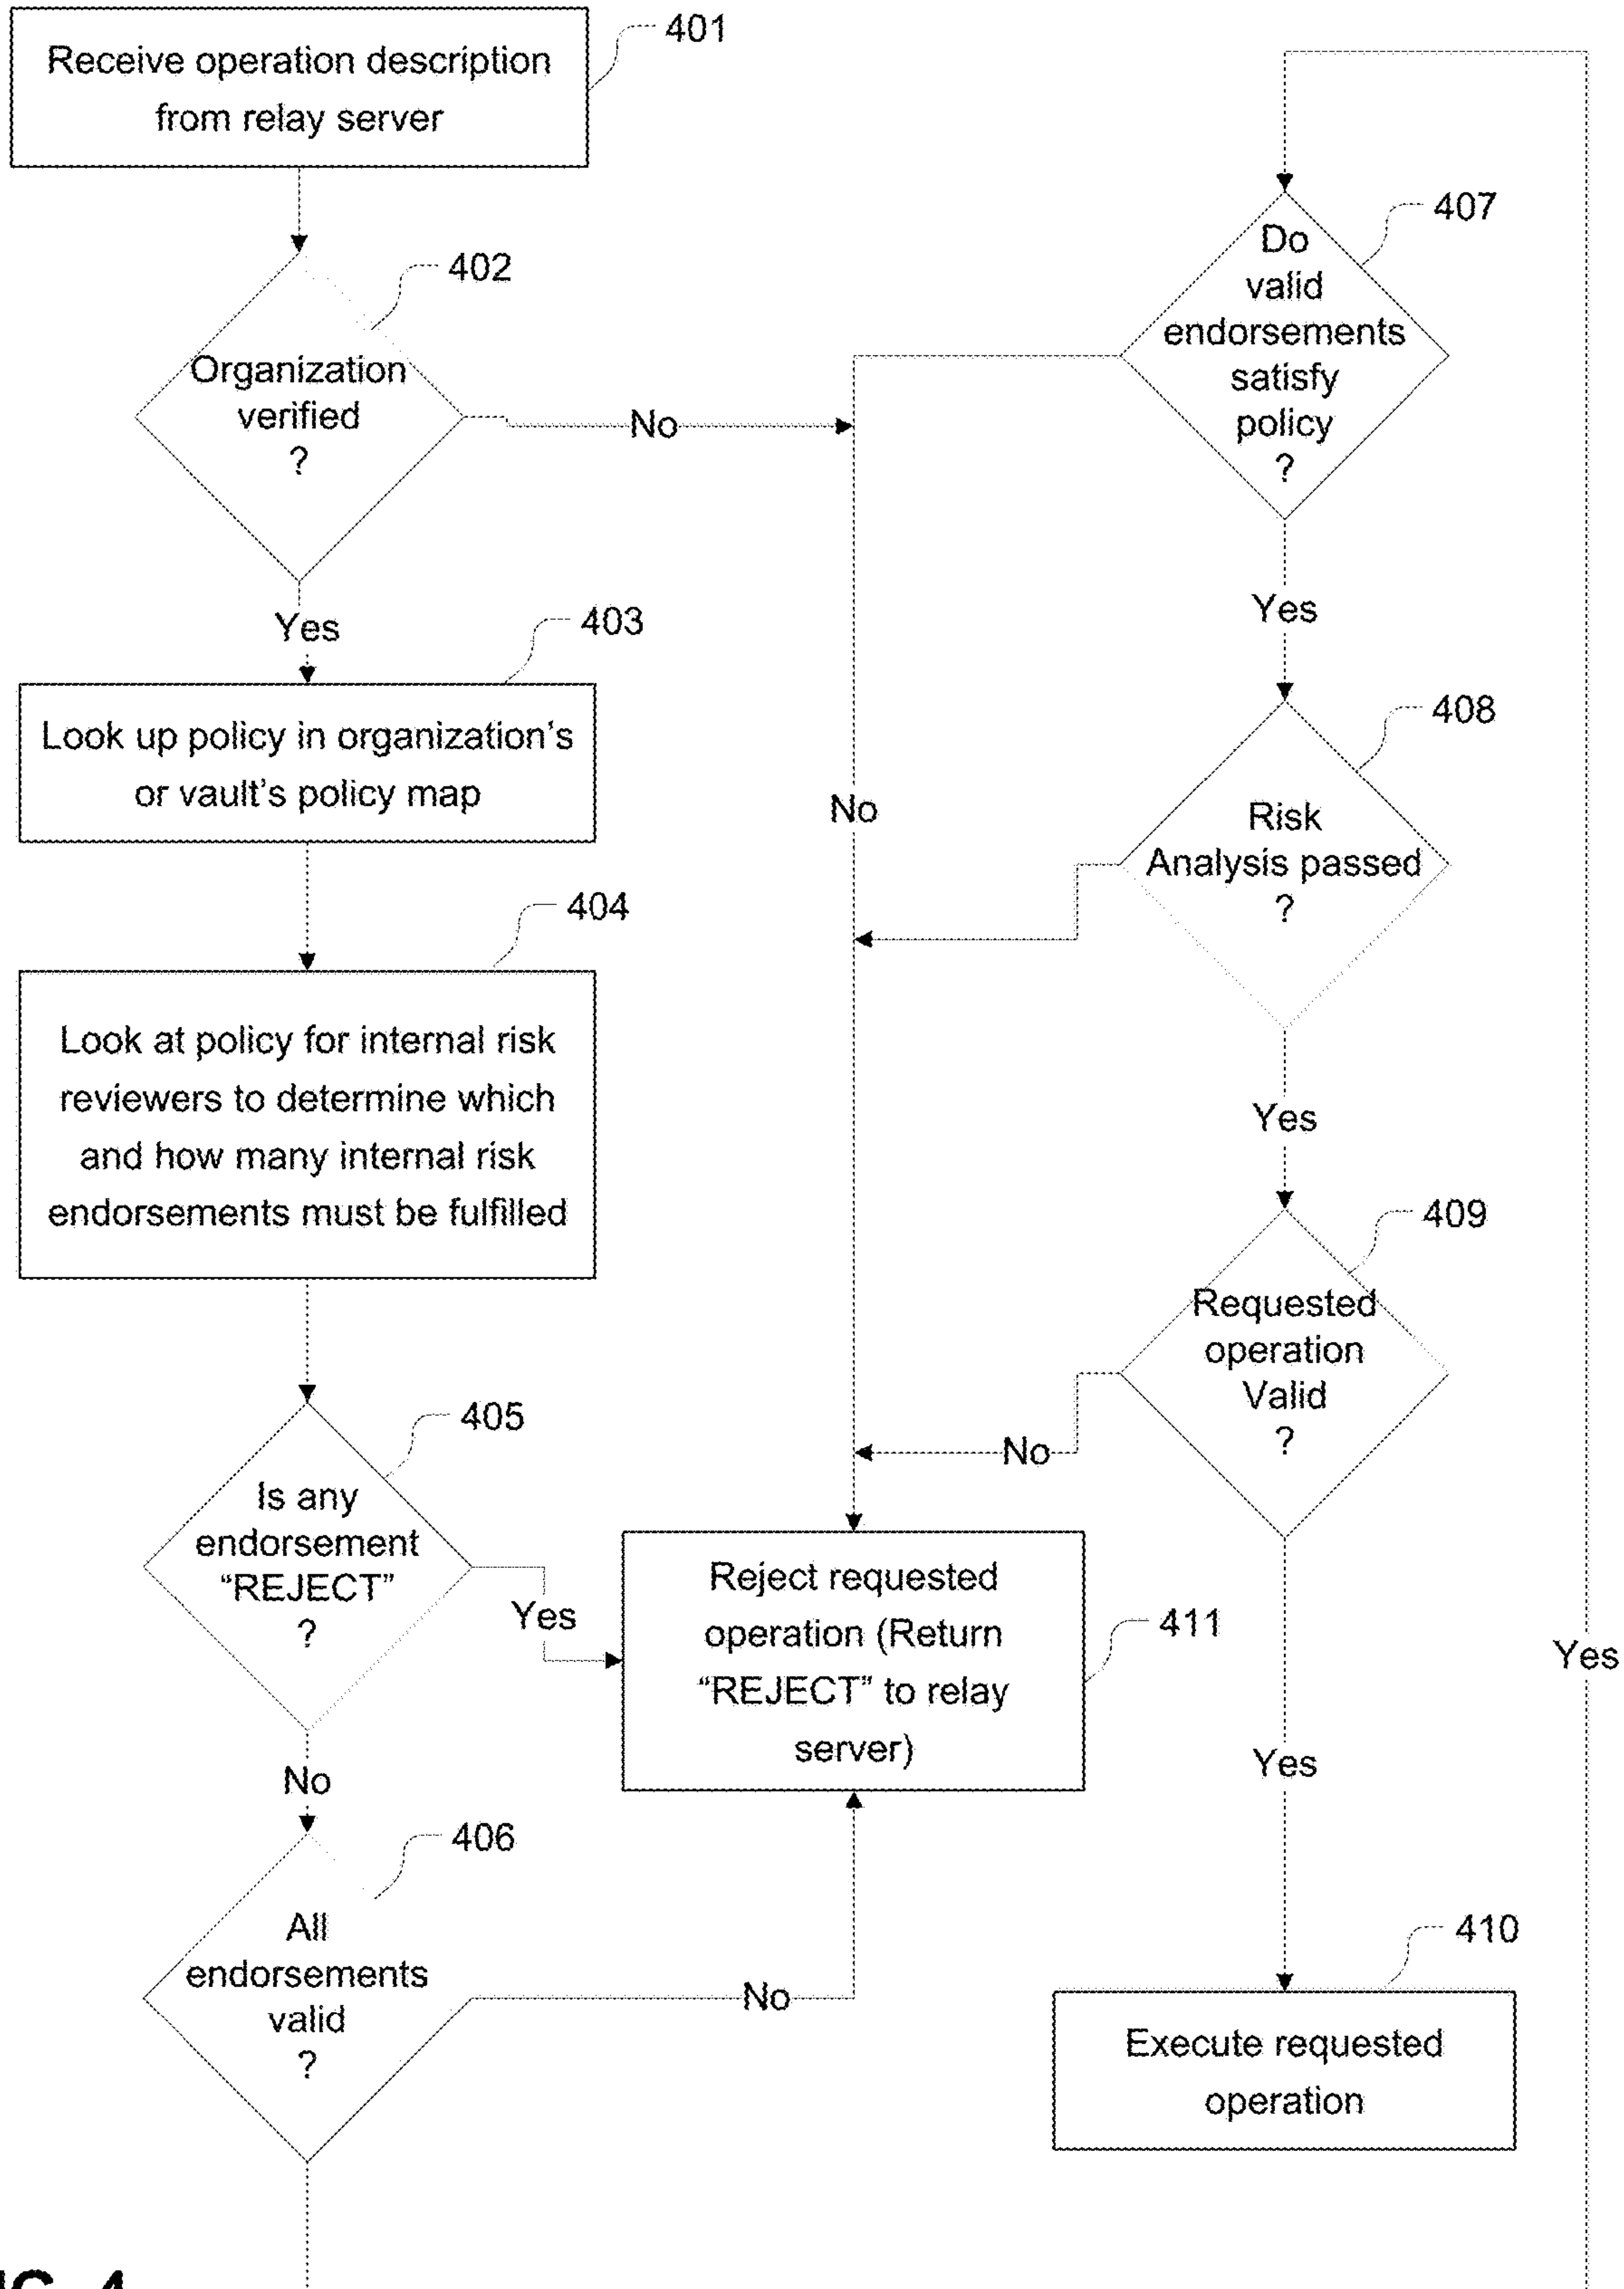 401
Receive operation description
from relay server
402
Organization
verified
?
No
Yes
403
Look up policy in organization's
or vault's policy map
404
Look at policy for internal risk
reviewers to determine which
and how many internal risk
endorsements must be fulfilled
405
Is any
endorsement
“REJECT”
?
Yes
No
406
All
endorsements
valid
?
No
Yes
407
Do
valid
endorsements
satisfy
policy
?
No
Yes
408
Risk
Analysis passed
?
Yes
409
Requested
operation
Valid
?
No
Yes
410
Execute requested
operation
411
Reject requested
operation (Return
“REJECT” to relay
server)